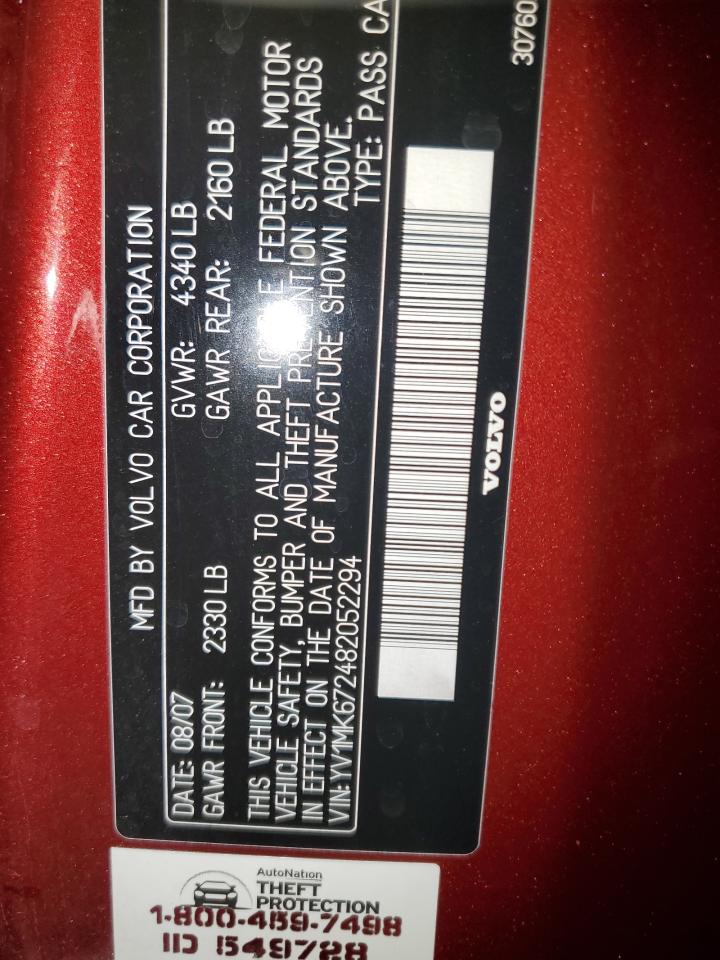 MFD BY VOLVO CAR CORPORATION
DATE: 08/07 GVWR: 4340 LB
GAWR FRONT: 2330 LB GAWR REAR: 2160 LB
THIS VEHICLE CONFORMS TO ALL FEDERAL MOTOR
VEHICLE SAFETY, BUMPER AND THEFT STANDARDS
IN EFFECT ON THE DATE OF MANUFACTURE SHOWN ABOVE.
VIN: YV1MK672482052294 TYPE: PASS CA
30760
VOLVO
AutoNation
THEFT
PROTECTION
1-800-459-7498
ID 549728